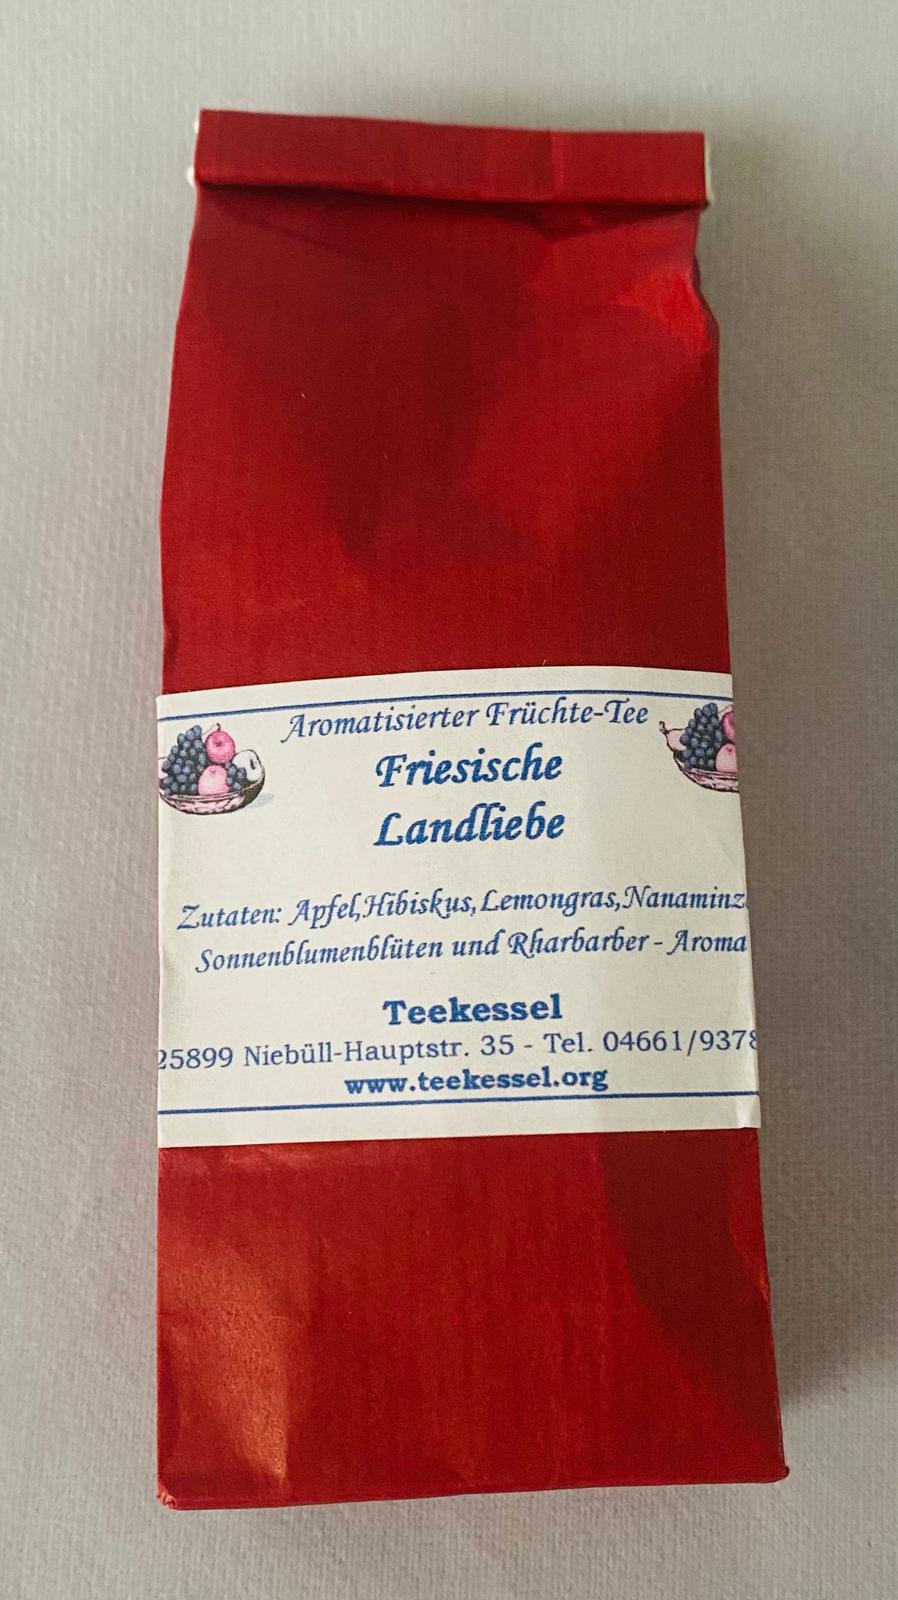 Aromatisierter Früchte-Tee
Friesische
Landliebe
Zutaten: Apfel,Hibiskus,Lemongras,Nanaminz
Sonnenblumenblüten und Rharbarber - Aroma
Teekessel
25899 Niebüll-Hauptstr. 35 - Tel. 04661/9378
www.teekessel.org